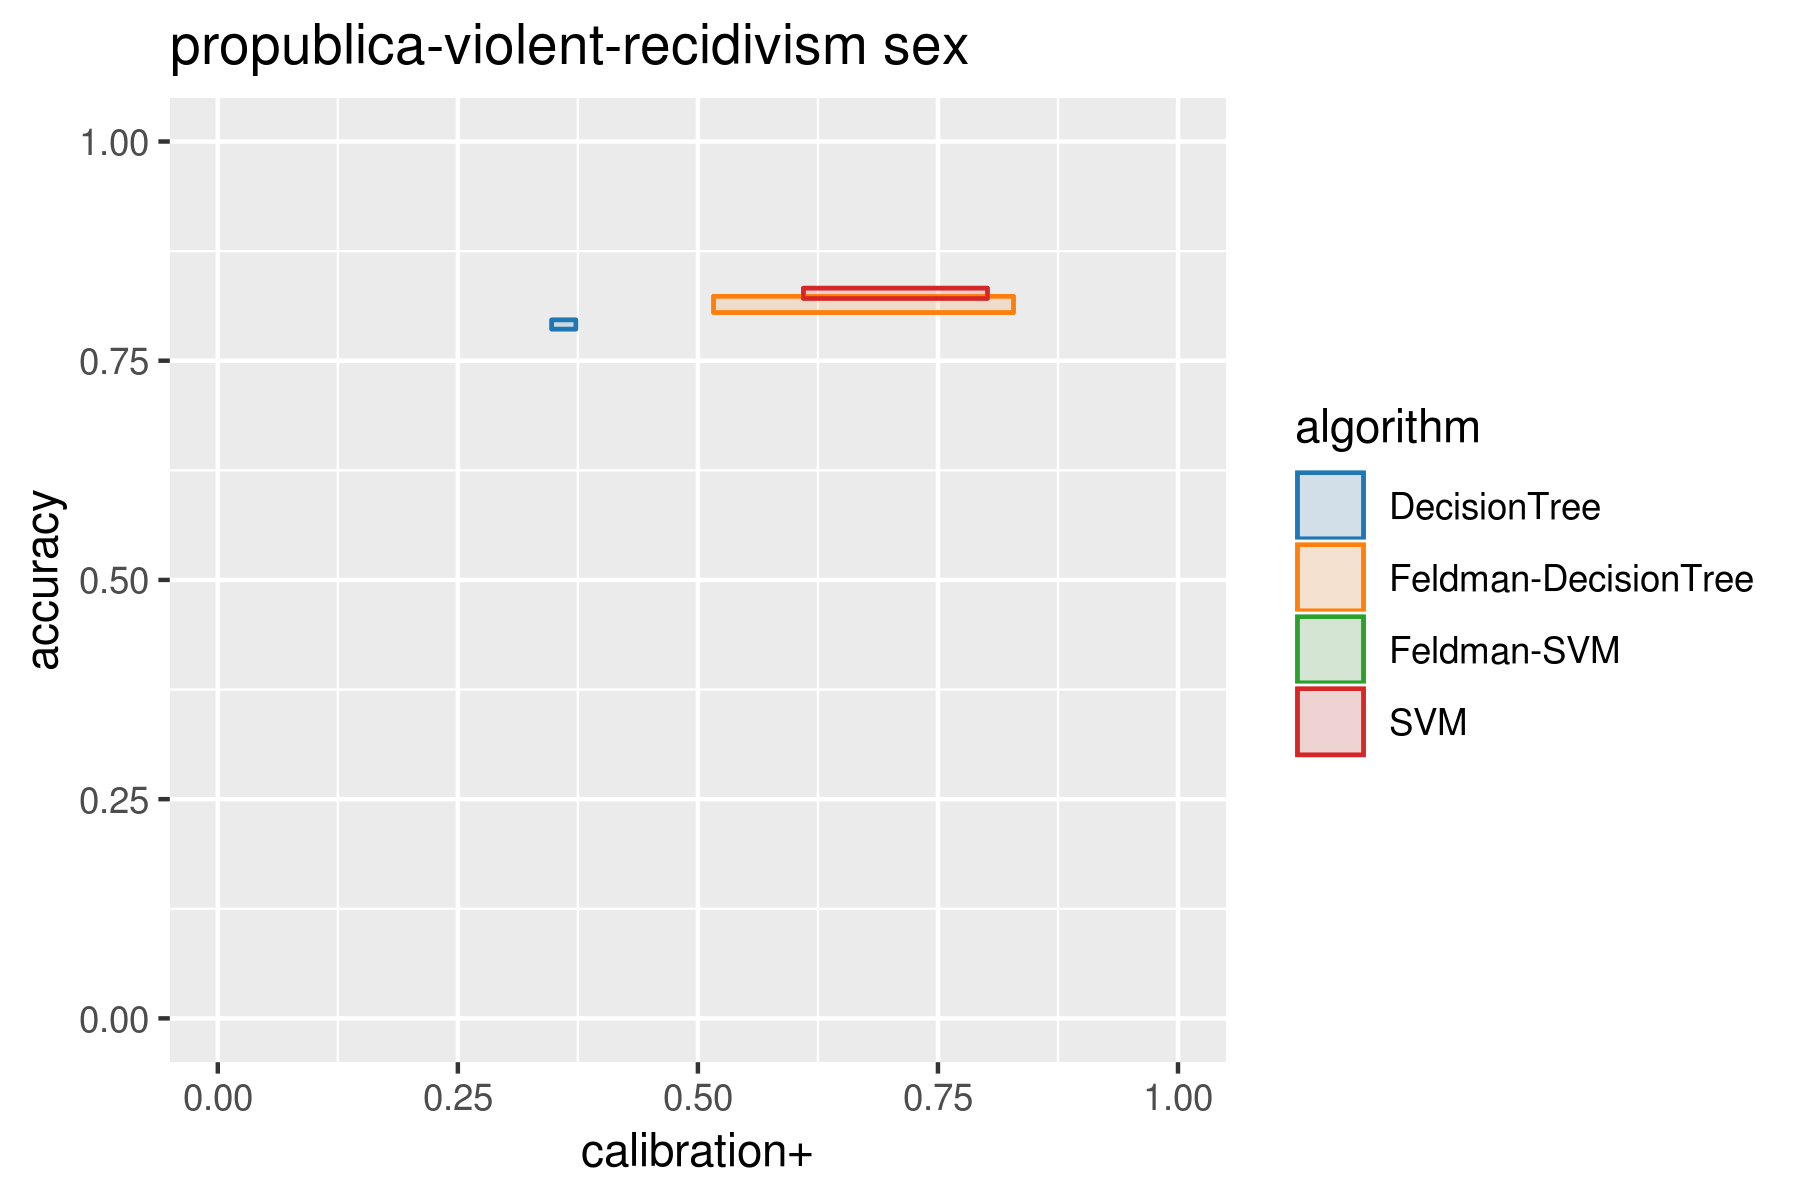 propublica-violent-recidivism sex
1.00
0.75
0.50
0.25
0.00
accuracy
0.00 0.25 0.50 0.75 1.00
calibration+
algorithm
DecisionTree
Feldman-DecisionTree
Feldman-SVM
SVM